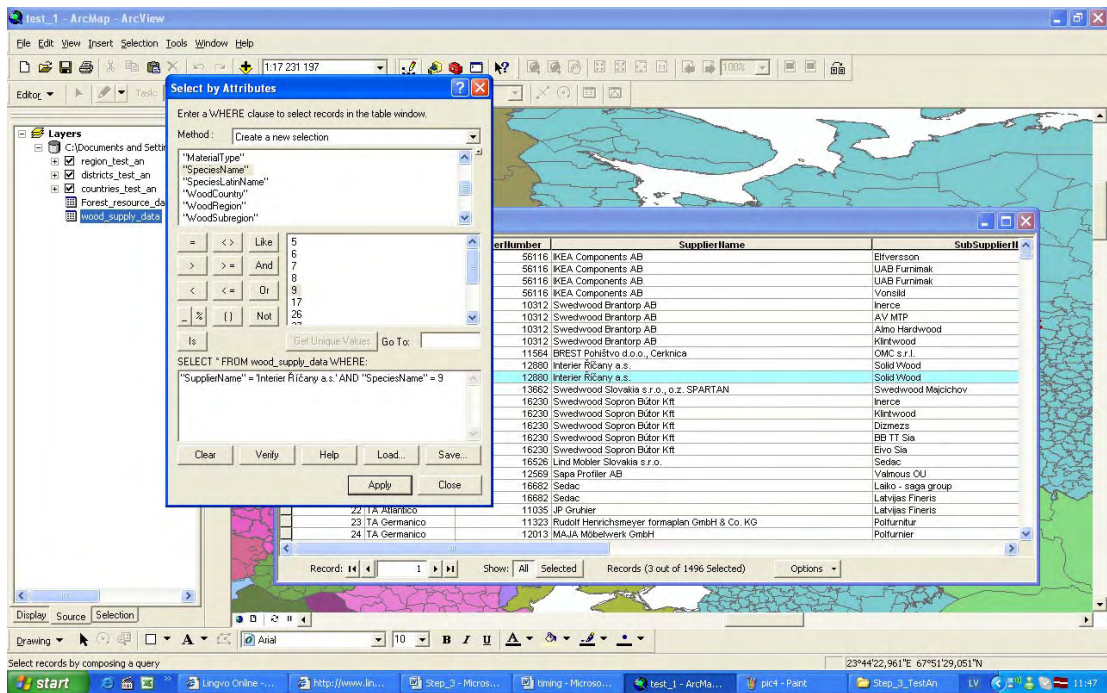 test_1 - ArcMap - ArcView
File Edit View Insert Selection Tools Window Help
1:17 231 197
100%
Editor
Task:
Layers
C:\Documents and Setti
region_test_an
districts_test_an
countries_test_an
Forest_resource_da
wood_supply_data
Display Source Selection
Select by Attributes
Enter a WHERE clause to select records in the table window.
Method : Create a new selection
"MaterialType"
"SpeciesName"
"SpeciesLatinName"
"WoodCountry"
"WoodRegion"
"WoodSubregion"
= < > Like
> > = And
< < = Or
_ % ( ) Not
Is
5
6
7
8
9
17
26
27
Get Unique Values Go To:
SELECT * FROM wood_supply_data WHERE:
"SupplierName" = 'Interier Říčany a.s.' AND "SpeciesName" = 9
Clear Verify Help Load... Save...
Apply Close
erNumber SupplierName SubSupplierN
56116 IKEA Components AB Elfversson
56116 IKEA Components AB UAB Furnimak
56116 IKEA Components AB UAB Furnimak
56116 IKEA Components AB Vonsild
10312 Swedwood Brantorp AB Inerce
10312 Swedwood Brantorp AB AV MTP
10312 Swedwood Brantorp AB Almo Hardwood
10312 Swedwood Brantorp AB Klintwood
11564 BREST Pohištvo d.o.o., Cerknica OMC s.r.l.
12880 Interier Říčany a.s. Solid Wood
12880 Interier Říčany a.s. Solid Wood
13662 Swedwood Slovakia s.r.o., o.z. SPARTAN Swedwood Majcichov
16230 Swedwood Sopron Bútor Kft Inerce
16230 Swedwood Sopron Bútor Kft Klintwood
16230 Swedwood Sopron Bútor Kft Dizmezs
16230 Swedwood Sopron Bútor Kft BB TT Sia
16230 Swedwood Sopron Bútor Kft Eivo Sia
16526 Lind Mobler Slovakia s.r.o. Sedac
12569 Sapa Profiler AB Valmous OU
16682 Sedac Laiko - saga group
16682 Sedac Latvijas Fineris
22 TA Atlantico 11035 JP Gruhier Latvijas Fineris
23 TA Germanico 11323 Rudolf Henrichsmeyer formaplan GmbH & Co. KG Polfurnitur
24 TA Germanico 12013 MAJA Möbelwerk GmbH Polfurnier
Record: 1 Show: All Selected Records (3 out of 1496 Selected) Options
Drawing A Arial 10 B I U A
Select records by composing a query
23°44'22,961"E 67°51'29,051"N
start
Lingvo Online -...
http://www.lin...
Step_3 - Micros...
timing - Microso...
test_1 - ArcMa...
pic4 - Paint
Step_3_TestAn
LV
11:47